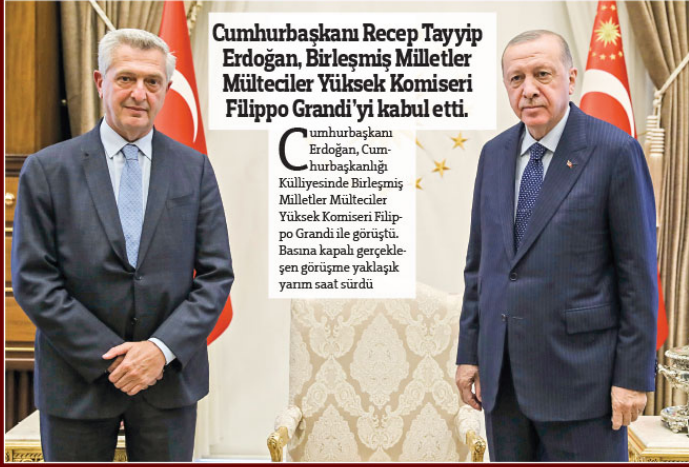 Cumhurbaşkanı Recep Tayyip
Erdoğan, Birleşmiş Milletler
Mülteciler Yüksek Komiseri
Filippo Grandi’yi kabul etti.
Cumhurbaşkanı
Erdoğan, Cum-
hurbaşkanlığı
Külliyesinde Birleşmiş
Milletler Mülteciler
Yüksek Komiseri Filip-
po Grandi ile görüştü.
Basına kapalı gerçekle-
şen görüşme yaklaşık
yarım saat sürdü